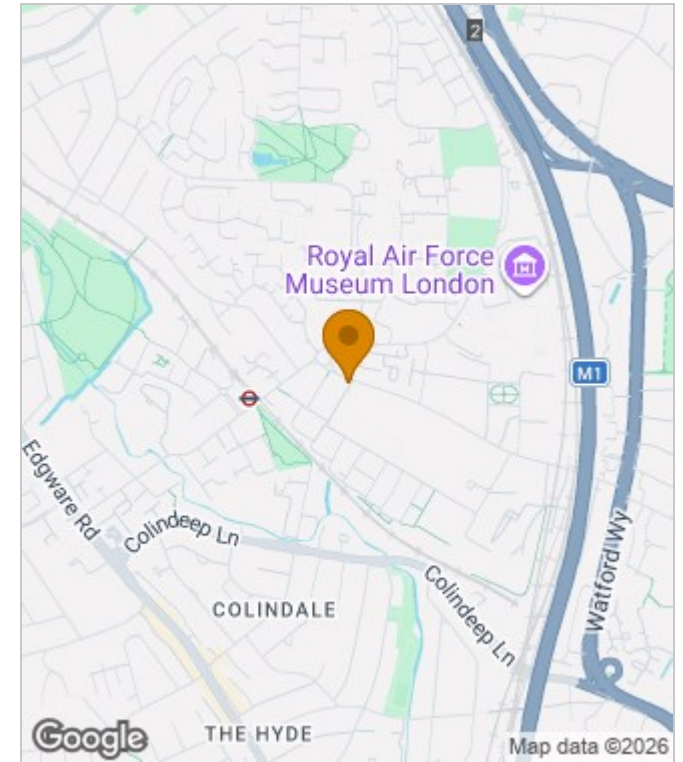 2
Royal Air Force
Museum London
M1
Edgware Rd
Colindeep Ln
Colindeep Ln
Watford Wy
COLINDALE
THE HYDE
Google
Map data ©2026